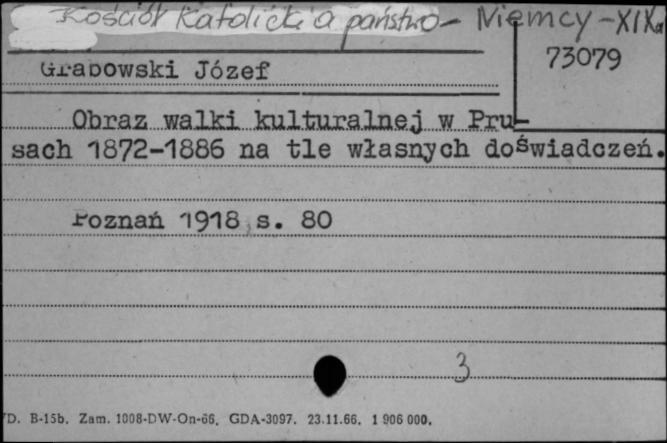 Kościół Katolicki a państwo – Niemcy – XIX w
73079
Grabowski Józef
Obraz walki kulturalnej w Pru-
sach 1872-1886 na tle własnych doświadczeń.
Poznań 1918 s. 80
3
D. B-15b. Zam. 1008-DW-On-66. GDA-3097. 23.11.66. 1 906 000.